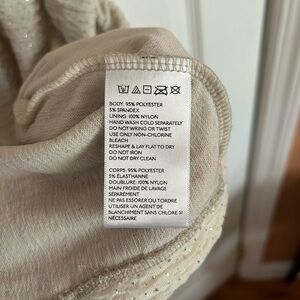 BODY: 95% POLYESTER
5% SPANDEX
LINING: 100% NYLON
HAND WASH COLD SEPARATELY
DO NOT WRING OR TWIST
USE ONLY NON-CHLORINE
BLEACH
RESHAPE & LAY FLAT TO DRY
DO NOT IRON
DO NOT DRY CLEAN
CORPS: 95% POLYESTER
5% ÉLASTHANNE
DOUBLURE: 100% NYLON
MAIN FROIDE DE LAVAGE
SÉPARÉMENT
NE PAS ESSORER OU TORDRE
UTILISER UN AGENT DE
BLANCHIMENT SANS CHLORE SI
NÉCESSAIRE